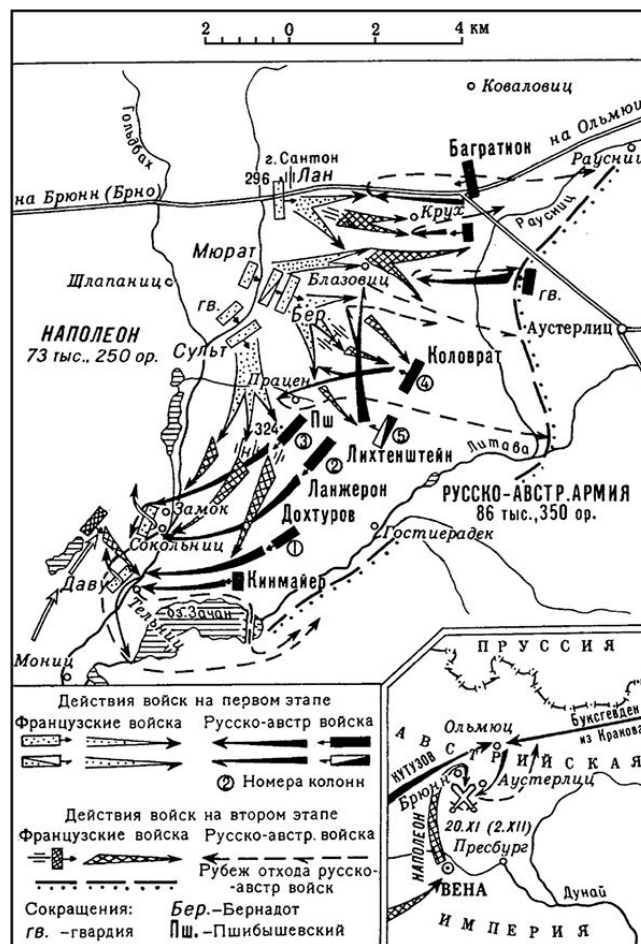 2 0 2 4 км
Коваловиц
Гольдбах
на Ольмюц
Раусниц
Багратион
г. Сантон
296 Лан
на Брюнн (Брно)
Крух
Раусниц
Мюрат
Щлапаниц
Блазовиц
гв.
гв.
Бер.
Аустерлиц
НАПОЛЕОН
73 тыс., 250 ор.
Сульт
Коловрат
④
Працен
324
Пш
③
⑤
Лихтенштейн
②
Литава
Ланжерон
РУССКО-АВСТР. АРМИЯ
86 тыс., 350 ор.
Замок
Сокольниц
Дохтуров
①
Гостиерадек
Даву
Кинмайер
Тельниц
оз. Зачан
Мониц
Действия войск на первом этапе
Французские войска Русско-австр войска
② Номера колонн
Действия войск на втором этапе
Французские войска Русско-австр. войска
Рубеж отхода русско-
австр войск
Сокращения: Бер.-Бернадот
гв. -гвардия Пш.-Пшибышевский
ПРУССИЯ
АВСТРИЙСКАЯ
Ольмюц
Буксгевден
из Кракова
КУТУЗОВ
Брюнн
Аустерлиц
20.XI (2.XII)
НАПОЛЕОН
Пресбург
ВЕНА
Дунай
ИМПЕРИЯ